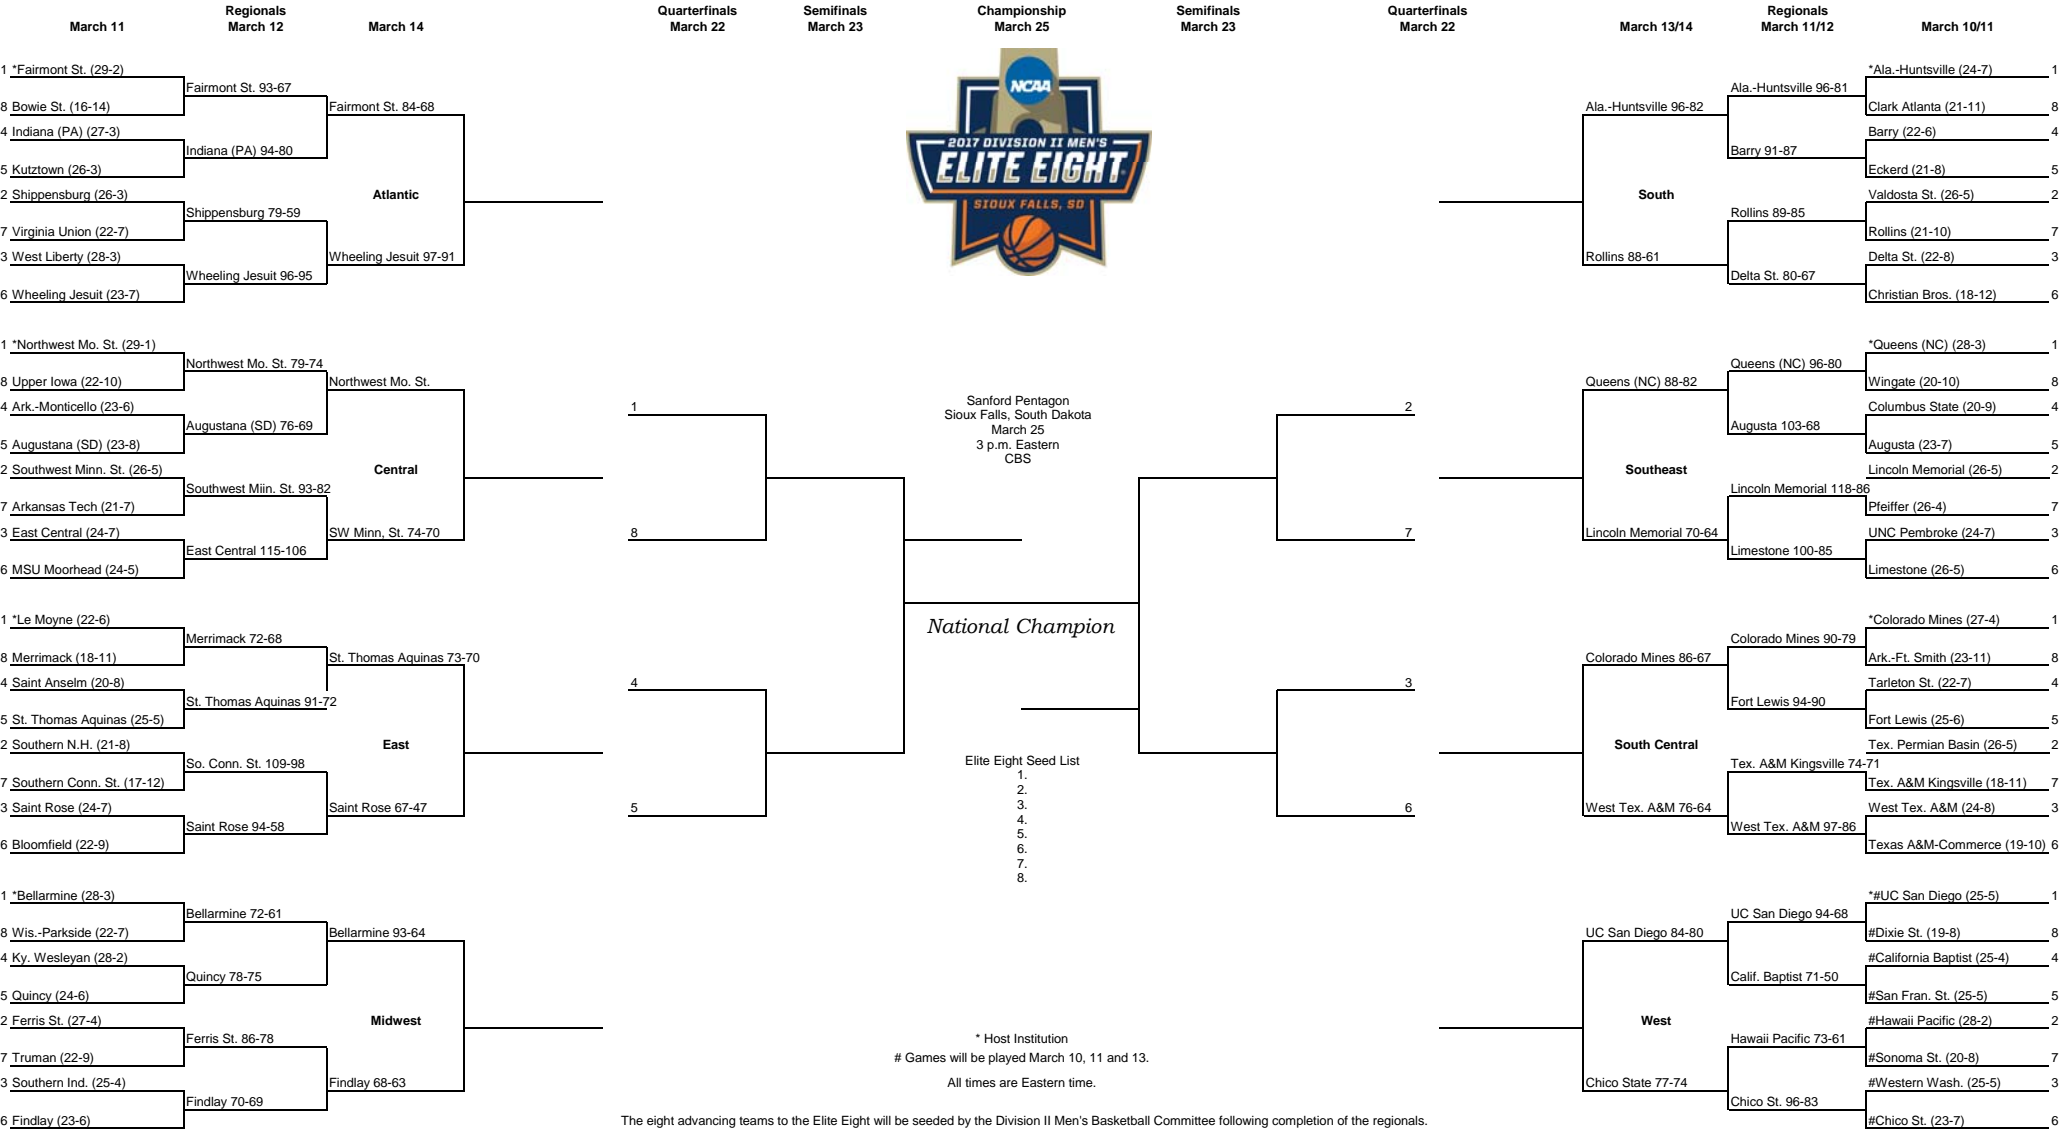 March 11
Regionals
March 12
March 14
Quarterfinals
March 22
Semifinals
March 23
Championship
March 25
Semifinals
March 23
Quarterfinals
March 22
March 13/14
Regionals
March 11/12
March 10/11
1 *Fairmont St. (29-2)
Fairmont St. 93-67
8 Bowie St. (16-14)
Fairmont St. 84-68
4 Indiana (PA) (27-3)
Indiana (PA) 94-80
5 Kutztown (26-3)
2 Shippensburg (26-3)
Atlantic
Shippensburg 79-59
7 Virginia Union (22-7)
3 West Liberty (28-3)
Wheeling Jesuit 97-91
Wheeling Jesuit 96-95
6 Wheeling Jesuit (23-7)
1 *Northwest Mo. St. (29-1)
Northwest Mo. St. 79-74
8 Upper Iowa (22-10)
Northwest Mo. St.
4 Ark.-Monticello (23-6)
Augustana (SD) 76-69
5 Augustana (SD) (23-8)
2 Southwest Minn. St. (26-5)
Central
Southwest Miin. St. 93-82
7 Arkansas Tech (21-7)
3 East Central (24-7)
SW Minn, St. 74-70
East Central 115-106
6 MSU Moorhead (24-5)
1 *Le Moyne (22-6)
Merrimack 72-68
8 Merrimack (18-11)
St. Thomas Aquinas 73-70
4 Saint Anselm (20-8)
St. Thomas Aquinas 91-72
5 St. Thomas Aquinas (25-5)
2 Southern N.H. (21-8)
East
So. Conn. St. 109-98
7 Southern Conn. St. (17-12)
3 Saint Rose (24-7)
Saint Rose 67-47
Saint Rose 94-58
6 Bloomfield (22-9)
1 *Bellarmine (28-3)
Bellarmine 72-61
8 Wis.-Parkside (22-7)
Bellarmine 93-64
4 Ky. Wesleyan (28-2)
Quincy 78-75
5 Quincy (24-6)
2 Ferris St. (27-4)
Midwest
Ferris St. 86-78
7 Truman (22-9)
3 Southern Ind. (25-4)
Findlay 68-63
Findlay 70-69
6 Findlay (23-6)
1
8
4
5
NCAA
2017 DIVISION II MEN'S
ELITE EIGHT
SIOUX FALLS, SD
Sanford Pentagon
Sioux Falls, South Dakota
March 25
3 p.m. Eastern
CBS
National Champion
Elite Eight Seed List
1.
2.
3.
4.
5.
6.
7.
8.
* Host Institution
# Games will be played March 10, 11 and 13.
All times are Eastern time.
The eight advancing teams to the Elite Eight will be seeded by the Division II Men's Basketball Committee following completion of the regionals.
2
7
3
6
*Ala.-Huntsville (24-7) 1
Ala.-Huntsville 96-81
Ala.-Huntsville 96-82
Clark Atlanta (21-11) 8
Barry (22-6) 4
Barry 91-87
Eckerd (21-8) 5
South
Valdosta St. (26-5) 2
Rollins 89-85
Rollins (21-10) 7
Rollins 88-61
Delta St. (22-8) 3
Delta St. 80-67
Christian Bros. (18-12) 6
*Queens (NC) (28-3) 1
Queens (NC) 96-80
Queens (NC) 88-82
Wingate (20-10) 8
Columbus State (20-9) 4
Augusta 103-68
Augusta (23-7) 5
Southeast
Lincoln Memorial (26-5) 2
Lincoln Memorial 118-86
Pfeiffer (26-4) 7
Lincoln Memorial 70-64
UNC Pembroke (24-7) 3
Limestone 100-85
Limestone (26-5) 6
*Colorado Mines (27-4) 1
Colorado Mines 90-79
Colorado Mines 86-67
Ark.-Ft. Smith (23-11) 8
Tarleton St. (22-7) 4
Fort Lewis 94-90
Fort Lewis (25-6) 5
South Central
Tex. Permian Basin (26-5) 2
Tex. A&M Kingsville 74-71
Tex. A&M Kingsville (18-11) 7
West Tex. A&M 76-64
West Tex. A&M (24-8) 3
West Tex. A&M 97-86
Texas A&M-Commerce (19-10) 6
*#UC San Diego (25-5) 1
UC San Diego 94-68
UC San Diego 84-80
#Dixie St. (19-8) 8
#California Baptist (25-4) 4
Calif. Baptist 71-50
#San Fran. St. (25-5) 5
West
#Hawaii Pacific (28-2) 2
Hawaii Pacific 73-61
#Sonoma St. (20-8) 7
Chico State 77-74
#Western Wash. (25-5) 3
Chico St. 96-83
#Chico St. (23-7) 6